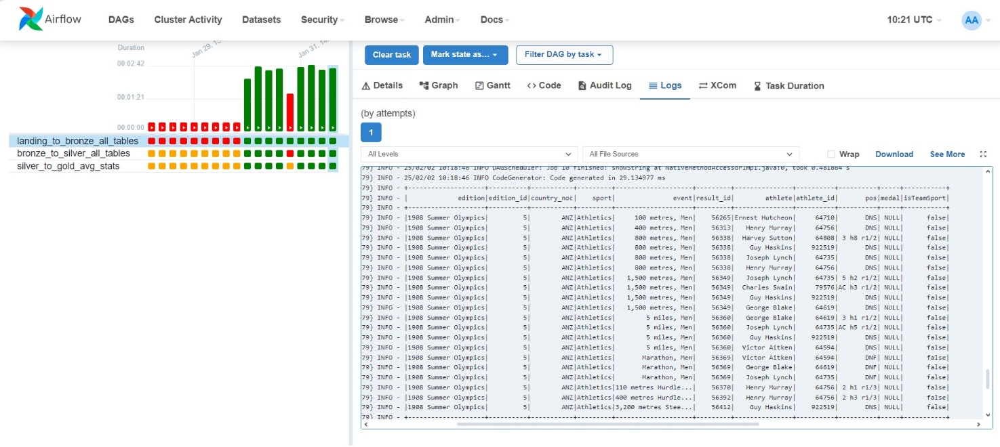 Airflow DAGs Cluster Activity Datasets Security Browse Admin Docs 10:21 UTC AA
Duration
Jan 29,
Jan 31,
00:02:42
00:01:21
00:00:00
landing_to_bronze_all_tables
bronze_to_silver_all_tables
silver_to_gold_avg_stats
Clear task Mark state as... Filter DAG by task
Details Graph Gantt <> Code Audit Log Logs XCom Task Duration
(by attempts)
1
All Levels All File Sources Wrap Download See More
79} INFO - 25/02/02 10:18:46 INFO DAGScheduler: Job 10 finished: showString at NativeMethodAccessorImpl.java:0, took 0.481864 s
79} INFO - 25/02/02 10:18:46 INFO CodeGenerator: Code generated in 29.134977 ms
79} INFO - +-----------------+----------+-----------+---------+-----------------+---------+---------------+----------+----------+-----+-----------+
79} INFO - | edition|edition_id|country_noc| sport| event|result_id| athlete|athlete_id| pos|medal|isTeamSport|
79} INFO - +-----------------+----------+-----------+---------+-----------------+---------+---------------+----------+----------+-----+-----------+
79} INFO - |1908 Summer Olympics| 5| ANZ|Athletics| 100 metres, Men| 56265|Ernest Hutcheon| 64710| DNS| NULL| false|
79} INFO - |1908 Summer Olympics| 5| ANZ|Athletics| 400 metres, Men| 56313| Henry Murray| 64756| DNS| NULL| false|
79} INFO - |1908 Summer Olympics| 5| ANZ|Athletics| 800 metres, Men| 56338| Harvey Sutton| 64808| 3 h8 r1/2| NULL| false|
79} INFO - |1908 Summer Olympics| 5| ANZ|Athletics| 800 metres, Men| 56338| Guy Haskins| 922519| DNS| NULL| false|
79} INFO - |1908 Summer Olympics| 5| ANZ|Athletics| 800 metres, Men| 56338| Joseph Lynch| 64735| DNS| NULL| false|
79} INFO - |1908 Summer Olympics| 5| ANZ|Athletics| 800 metres, Men| 56338| Henry Murray| 64756| DNS| NULL| false|
79} INFO - |1908 Summer Olympics| 5| ANZ|Athletics| 1,500 metres, Men| 56349| Joseph Lynch| 64735| 5 h2 r1/2| NULL| false|
79} INFO - |1908 Summer Olympics| 5| ANZ|Athletics| 1,500 metres, Men| 56349| Charles Swain| 79576|AC h3 r1/2| NULL| false|
79} INFO - |1908 Summer Olympics| 5| ANZ|Athletics| 1,500 metres, Men| 56349| Guy Haskins| 922519| DNS| NULL| false|
79} INFO - |1908 Summer Olympics| 5| ANZ|Athletics| 1,500 metres, Men| 56349| George Blake| 64619| DNS| NULL| false|
79} INFO - |1908 Summer Olympics| 5| ANZ|Athletics| 5 miles, Men| 56360| George Blake| 64619| 3 h1 r1/2| NULL| false|
79} INFO - |1908 Summer Olympics| 5| ANZ|Athletics| 5 miles, Men| 56360| Joseph Lynch| 64735|AC h5 r1/2| NULL| false|
79} INFO - |1908 Summer Olympics| 5| ANZ|Athletics| 5 miles, Men| 56360| Guy Haskins| 922519| DNS| NULL| false|
79} INFO - |1908 Summer Olympics| 5| ANZ|Athletics| 5 miles, Men| 56360| Victor Aitken| 64594| DNS| NULL| false|
79} INFO - |1908 Summer Olympics| 5| ANZ|Athletics| Marathon, Men| 56369| Victor Aitken| 64594| DNF| NULL| false|
79} INFO - |1908 Summer Olympics| 5| ANZ|Athletics| Marathon, Men| 56369| George Blake| 64619| DNF| NULL| false|
79} INFO - |1908 Summer Olympics| 5| ANZ|Athletics| Marathon, Men| 56369| Joseph Lynch| 64735| DNF| NULL| false|
79} INFO - |1908 Summer Olympics| 5| ANZ|Athletics|110 metres Hurdle...| 56370| Henry Murray| 64756| 2 h1 r1/3| NULL| false|
79} INFO - |1908 Summer Olympics| 5| ANZ|Athletics|400 metres Hurdle...| 56392| Henry Murray| 64756| 2 h3 r1/3| NULL| false|
79} INFO - |1908 Summer Olympics| 5| ANZ|Athletics|3,200 metres Stee...| 56412| Guy Haskins| 922519| DNS| NULL| false|
79} INFO - +-----------------+----------+-----------+---------+-----------------+---------+---------------+----------+----------+-----+-----------+